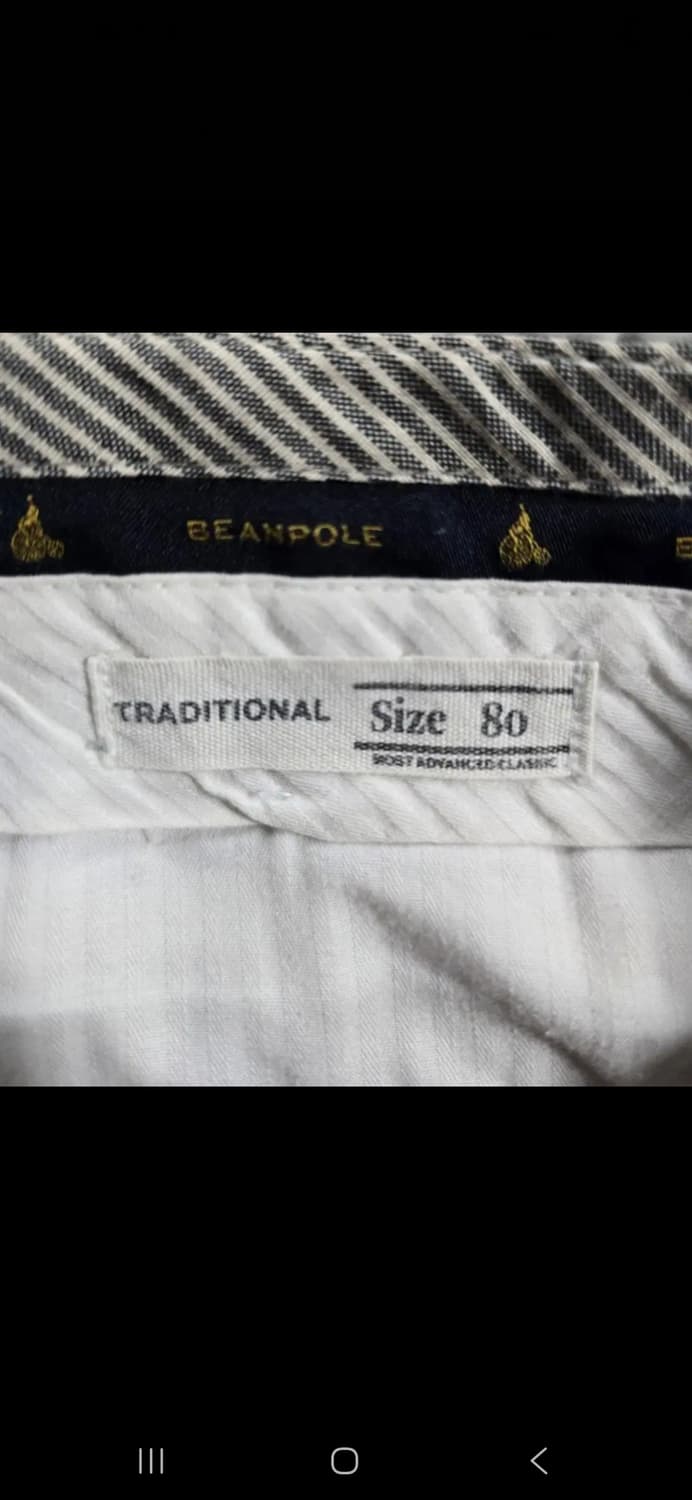 BEANPOLE
TRADITIONAL
Size 80
MOST ADVANCED CLASSIC